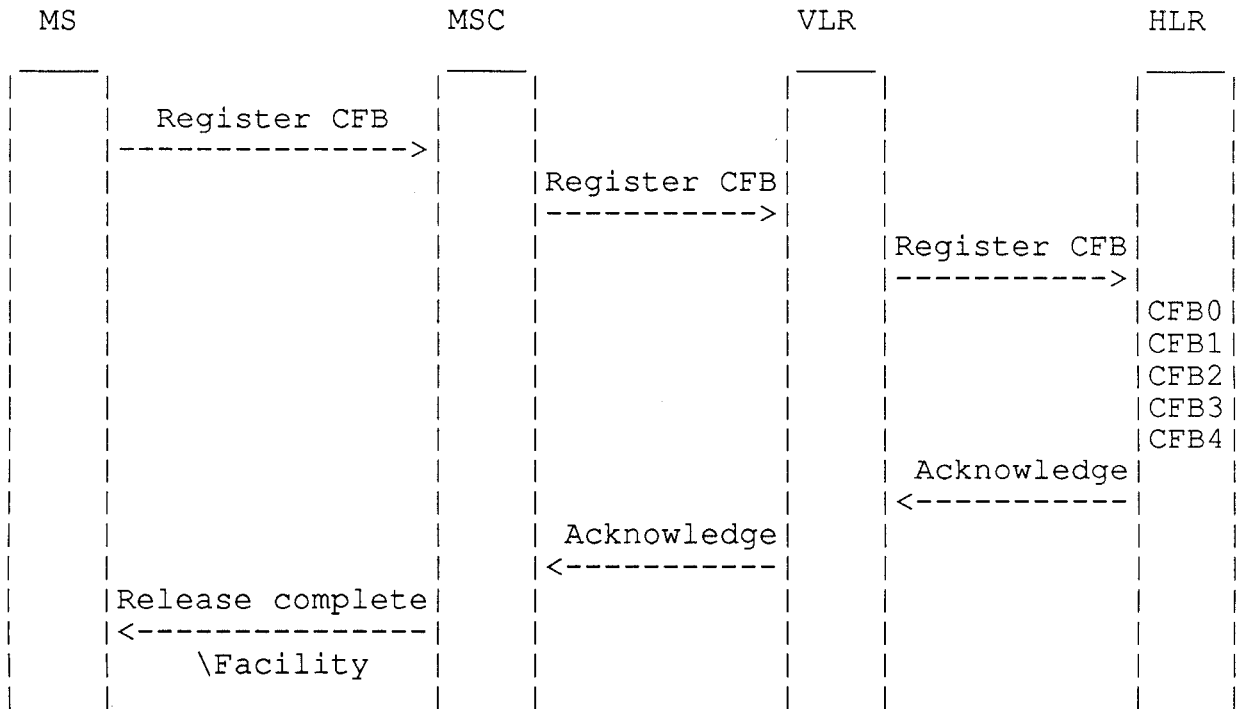 MS MSC VLR HLR
Register CFB
Register CFB
Register CFB
CFB0
CFB1
CFB2
CFB3
CFB4
Acknowledge
Acknowledge
Release complete
\Facility